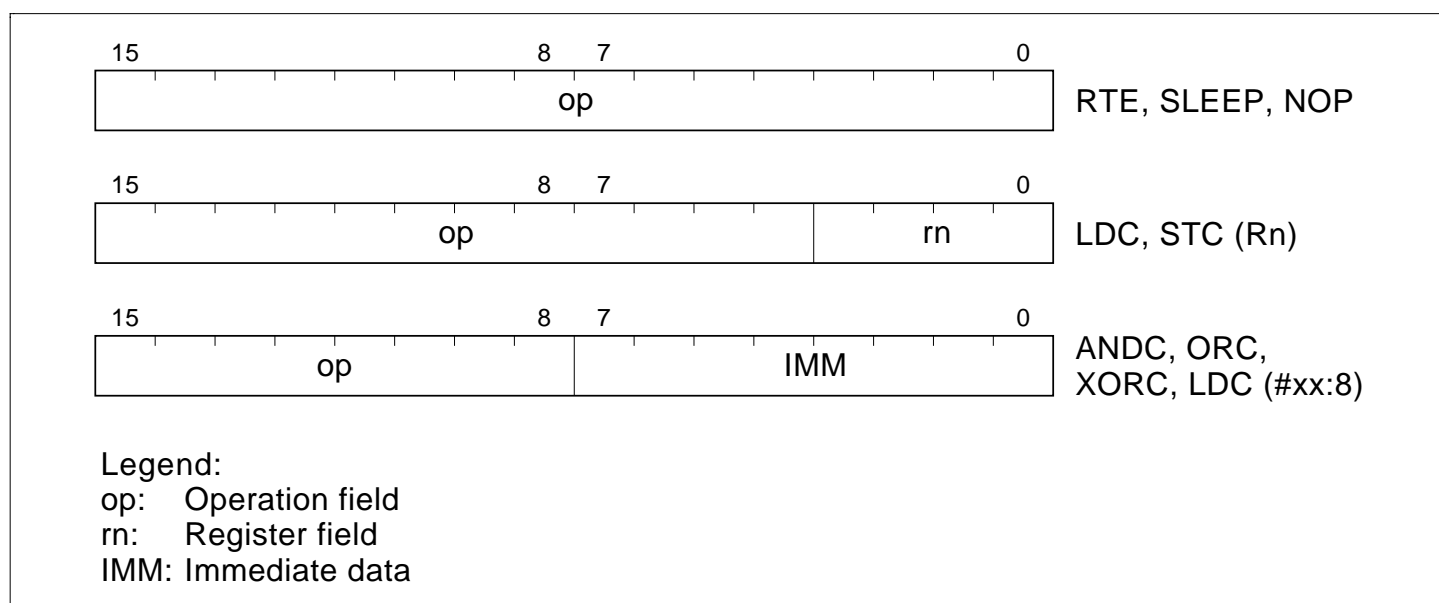 15 8 7 0
op RTE, SLEEP, NOP
15 8 7 0
op rn LDC, STC (Rn)
15 8 7 0
op IMM ANDC, ORC,
XORC, LDC (#xx:8)
Legend:
op: Operation field
rn: Register field
IMM: Immediate data